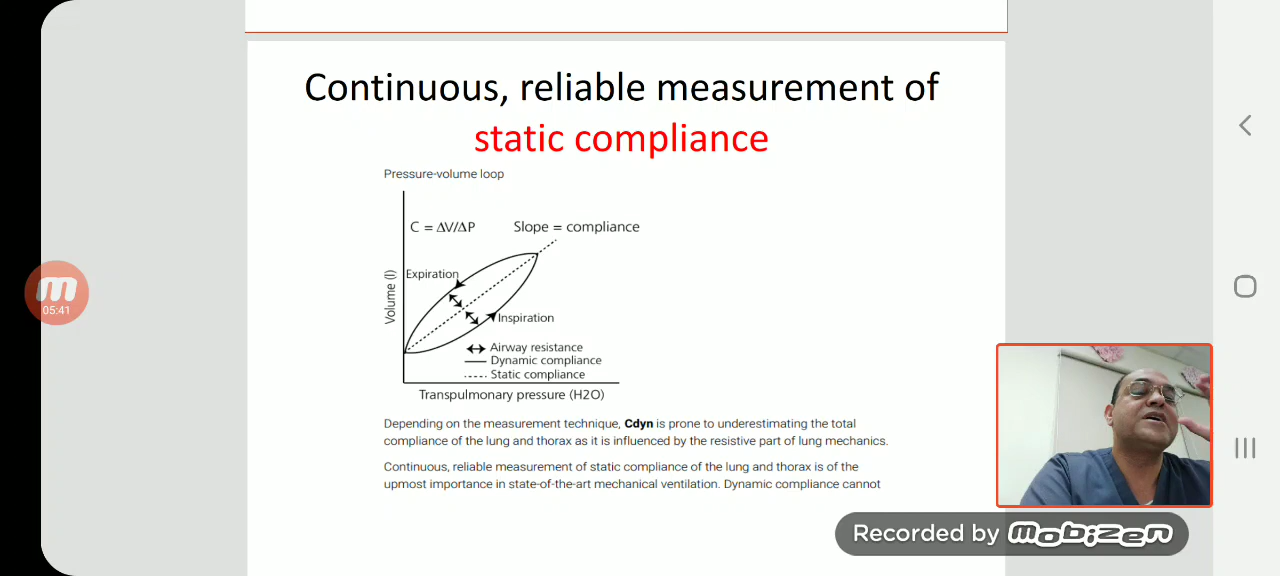 Continuous, reliable measurement of
static compliance
Pressure-volume loop
C = ΔV/ΔP
Slope = compliance
Expiration
Volume (l)
Inspiration
Airway resistance
Dynamic compliance
Static compliance
Transpulmonary pressure (H2O)
Depending on the measurement technique, Cdyn is prone to underestimating the total
compliance of the lung and thorax as it is influenced by the resistive part of lung mechanics.
Continuous, reliable measurement of static compliance of the lung and thorax is of the
upmost importance in state-of-the-art mechanical ventilation. Dynamic compliance cannot
m
05:41
Recorded by mobizen